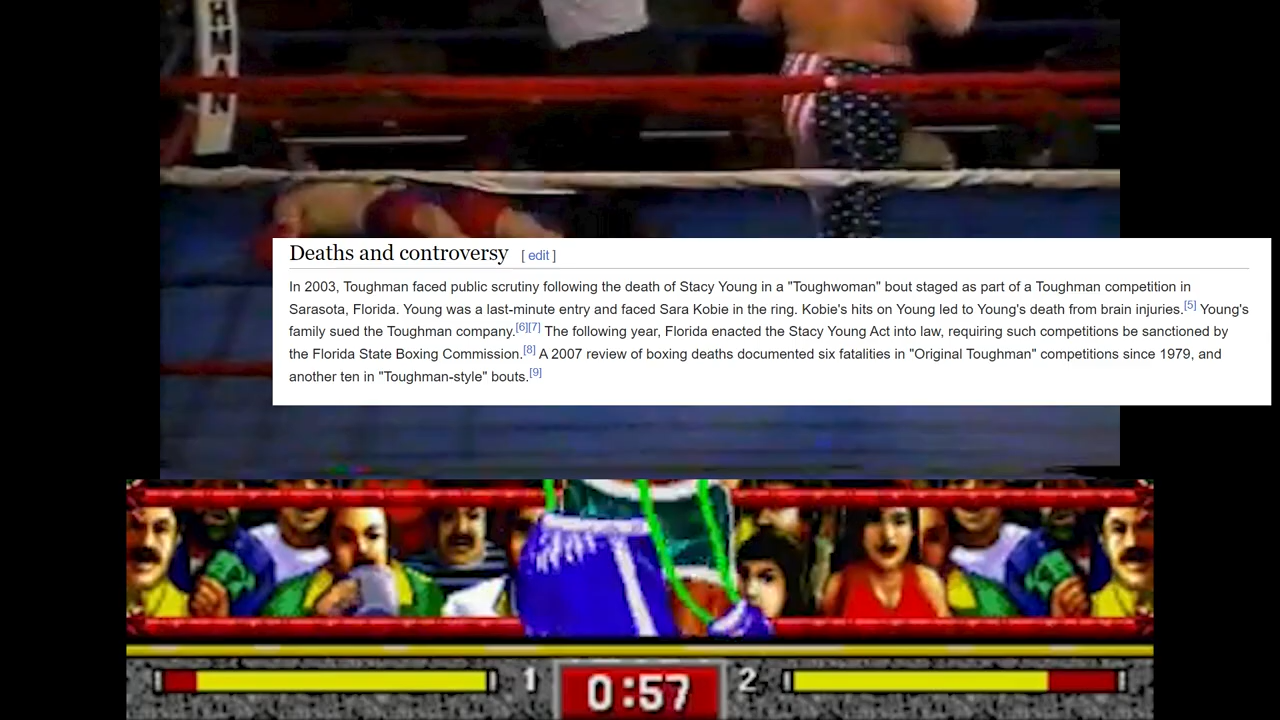 HMAN
Deaths and controversy [ edit ]
In 2003, Toughman faced public scrutiny following the death of Stacy Young in a "Toughwoman" bout staged as part of a Toughman competition in
Sarasota, Florida. Young was a last-minute entry and faced Sara Kobie in the ring. Kobie's hits on Young led to Young's death from brain injuries.[5] Young's
family sued the Toughman company.[6][7] The following year, Florida enacted the Stacy Young Act into law, requiring such competitions be sanctioned by
the Florida State Boxing Commission.[8] A 2007 review of boxing deaths documented six fatalities in "Original Toughman" competitions since 1979, and
another ten in "Toughman-style" bouts.[9]
1 0:57 2